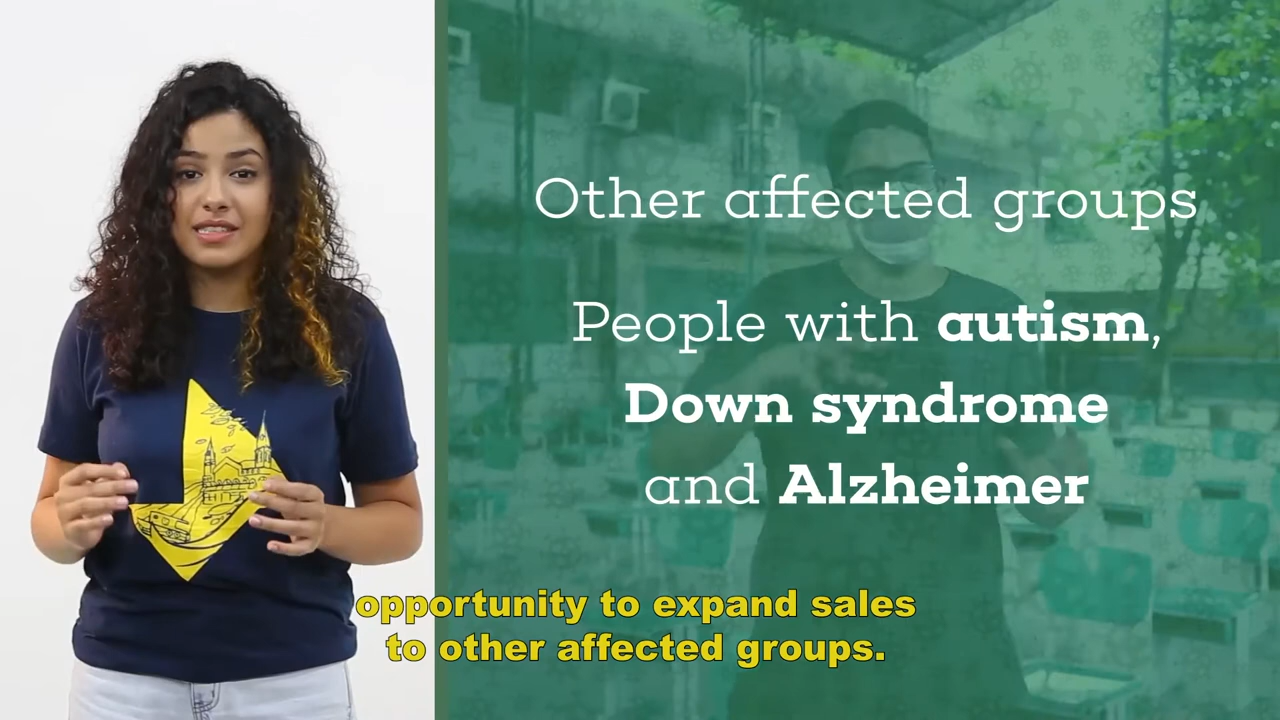 Other affected groups
People with autism,
Down syndrome
and Alzheimer
opportunity to expand sales
to other affected groups.